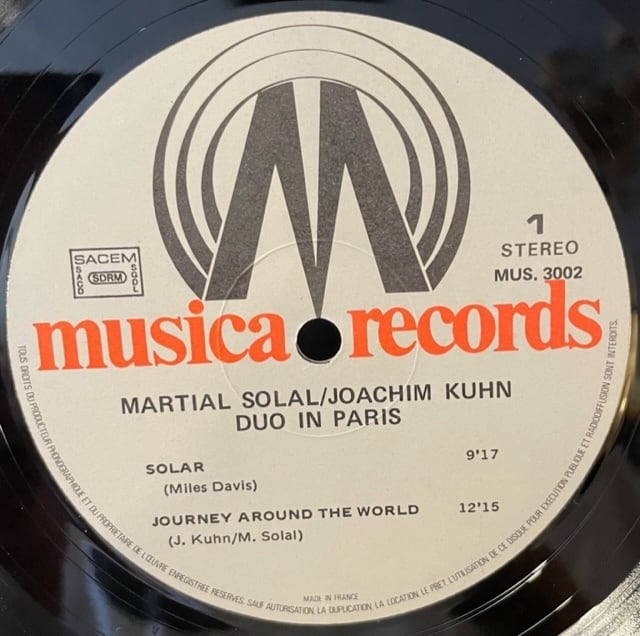 M
SACEM
SACD
SDRM
SGDL
1
STEREO
MUS. 3002
musica records
MARTIAL SOLAL/JOACHIM KUHN
DUO IN PARIS
SOLAR 9'17
(Miles Davis)
JOURNEY AROUND THE WORLD 12'15
(J. Kuhn/M. Solal)
MADE IN FRANCE
TOUS DROITS DU PRODUCTEUR PHONOGRAPHIQUE ET DU PROPRIETAIRE DE L'ŒUVRE ENREGISTREE RESERVES. SAUF AUTORISATION, LA DUPLICATION, LA LOCATION, LE PRET, L'UTILISATION DE CE DISQUE POUR EXECUTION PUBLIQUE ET RADIODIFFUSION SONT INTERDITS.